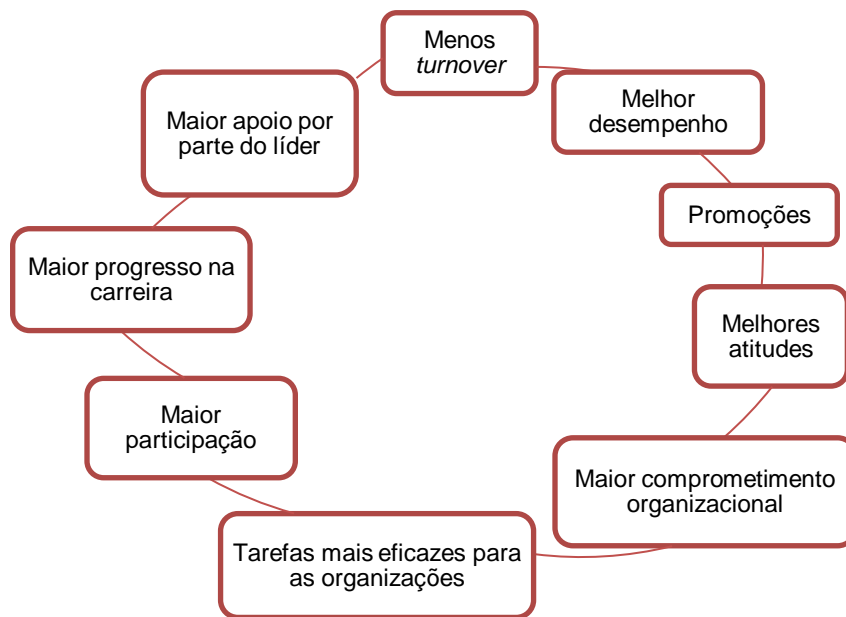 Menos
turnover
Melhor
desempenho
Promoções
Melhores
atitudes
Maior comprometimento
organizacional
Tarefas mais eficazes para
as organizações
Maior
participação
Maior progresso na
carreira
Maior apoio por
parte do líder